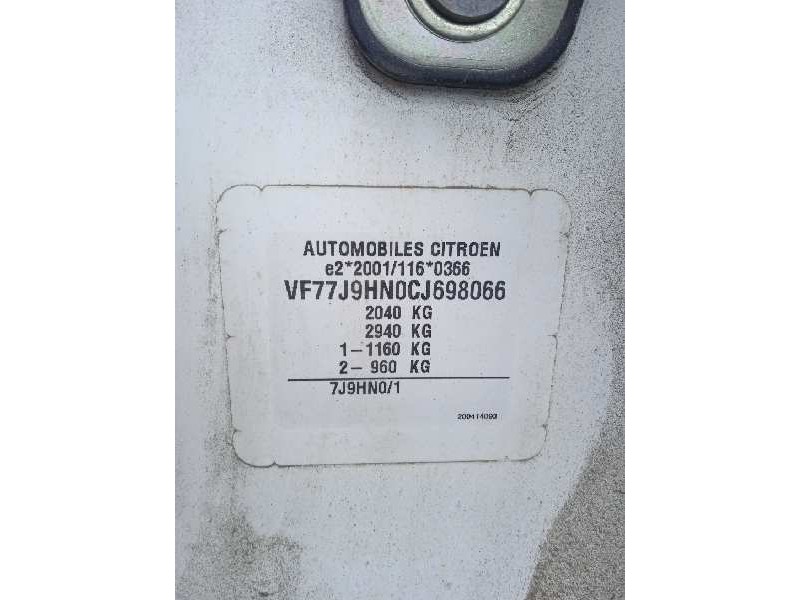 AUTOMOBILES CITROEN
e2*2001/116*0366
VF77J9HN0CJ698066
2040 KG
2940 KG
1-1160 KG
2-960 KG
7J9HN0/1